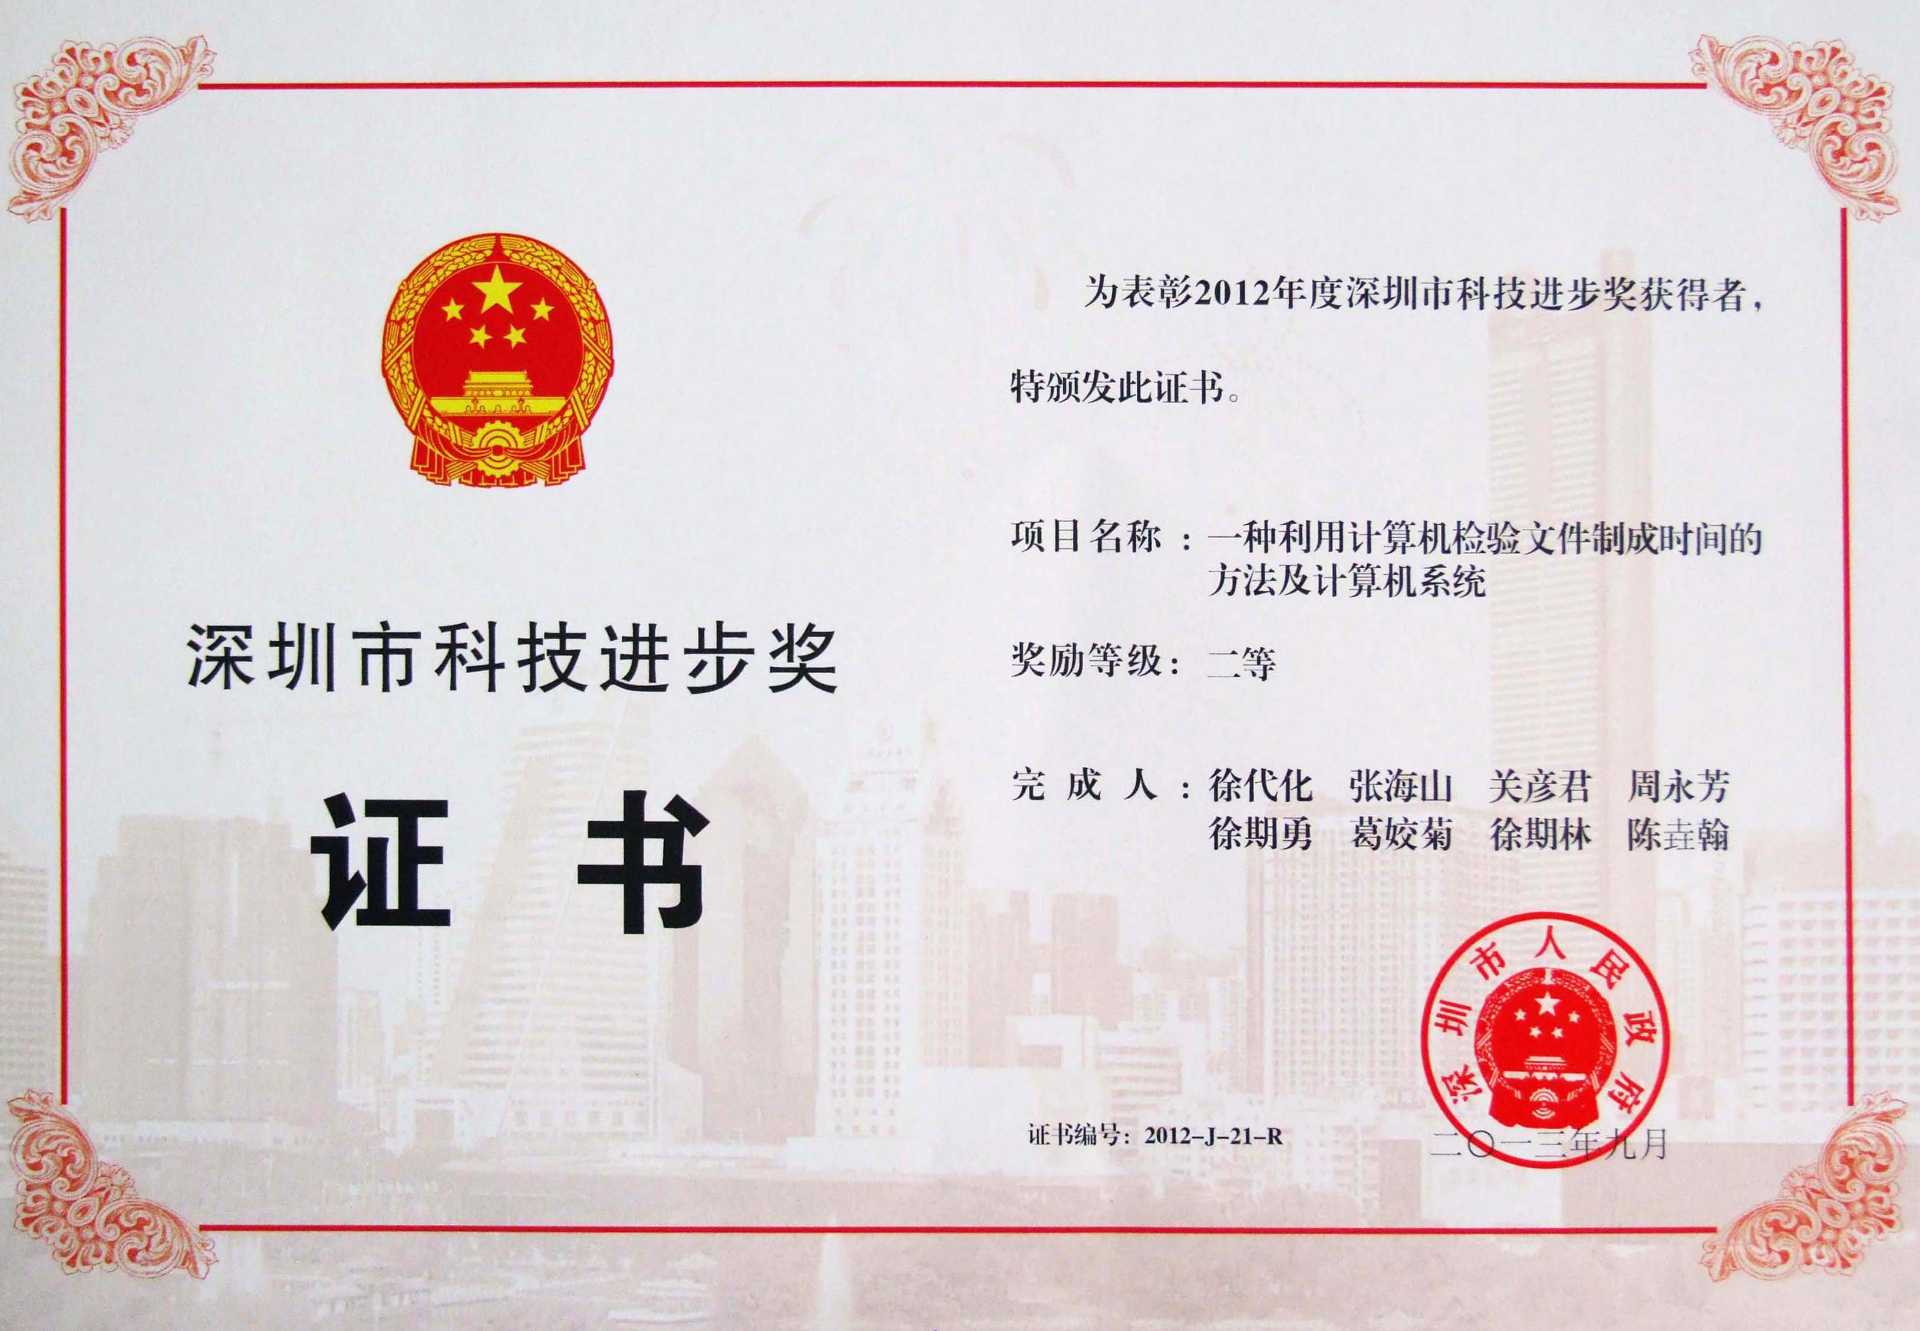 深圳市科技进步奖
证书
为表彰2012年度深圳市科技进步奖获得者，
特颁发此证书。
项目名称：一种利用计算机检验文件制成时间的
方法及计算机系统
奖励等级：二等
完成人：徐代化 张海山 关彦君 周永芳
徐期勇 葛姣菊 徐期林 陈垚翰
深圳市人民政府
证书编号：2012-J-21-R
二〇一三年九月